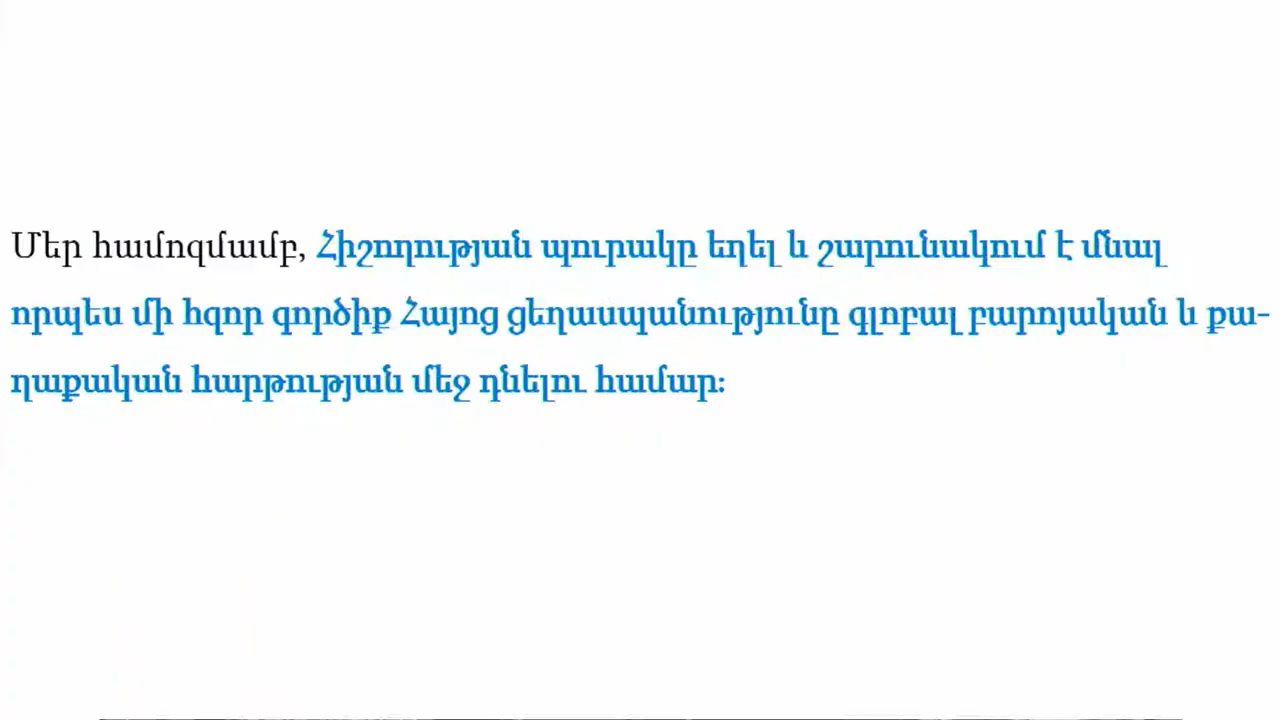 Մեր համոզմամբ, Հիշողության պուրակը եղել և շարունակում է մնալ
որպես մի հզոր գործիք Հայոց ցեղասպանությունը գլոբալ բարոյական և քա-
ղաքական հարթության մեջ դնելու համար։